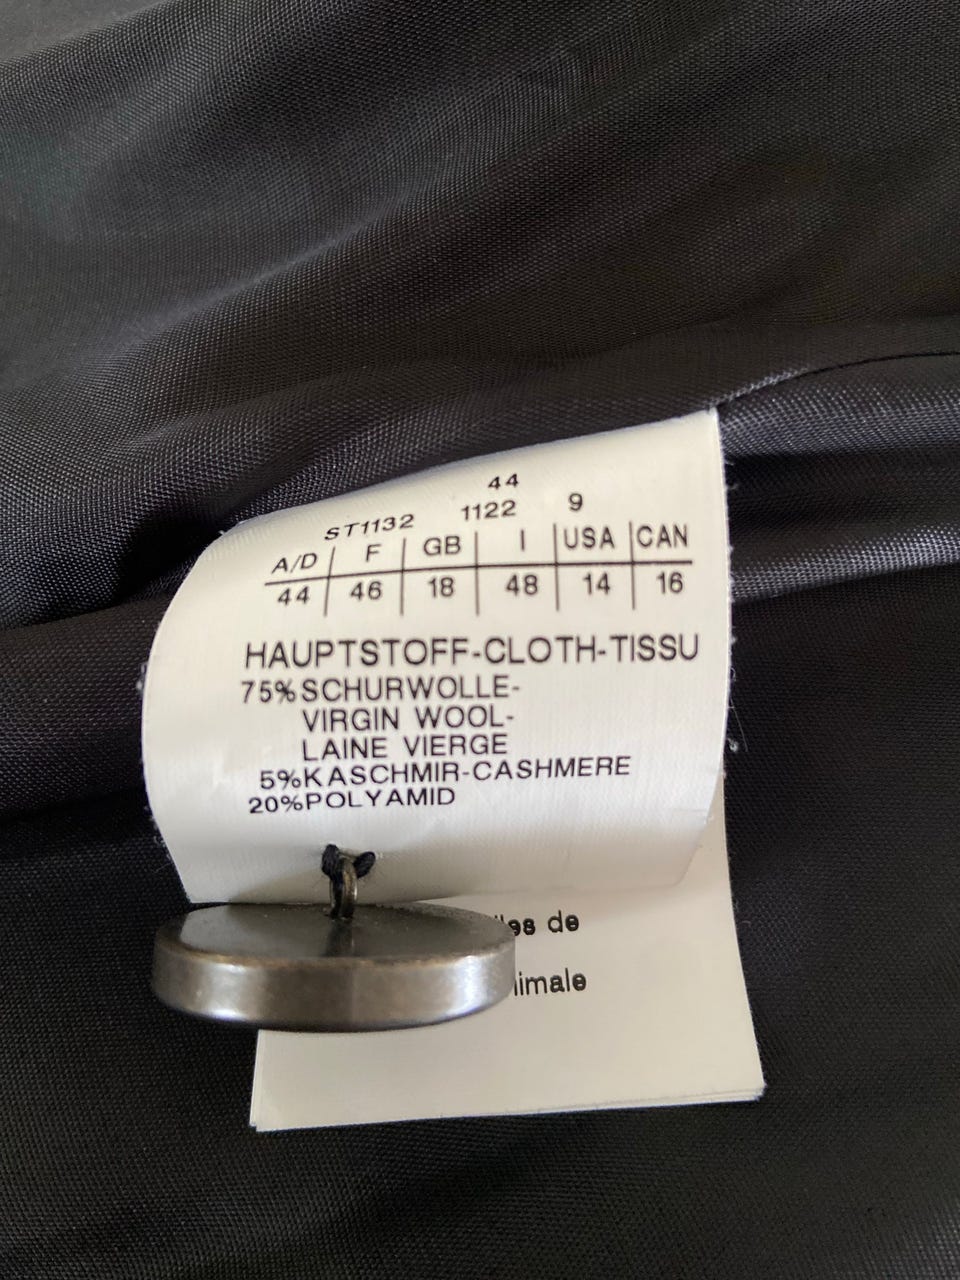 44
ST1132 1122 9
A/D F GB I USA CAN
44 46 18 48 14 16
HAUPTSTOFF-CLOTH-TISSU
75%SCHURWOLLE-
VIRGIN WOOL-
LAINE VIERGE
5%KASCHMIR-CASHMERE
20%POLYAMID
de